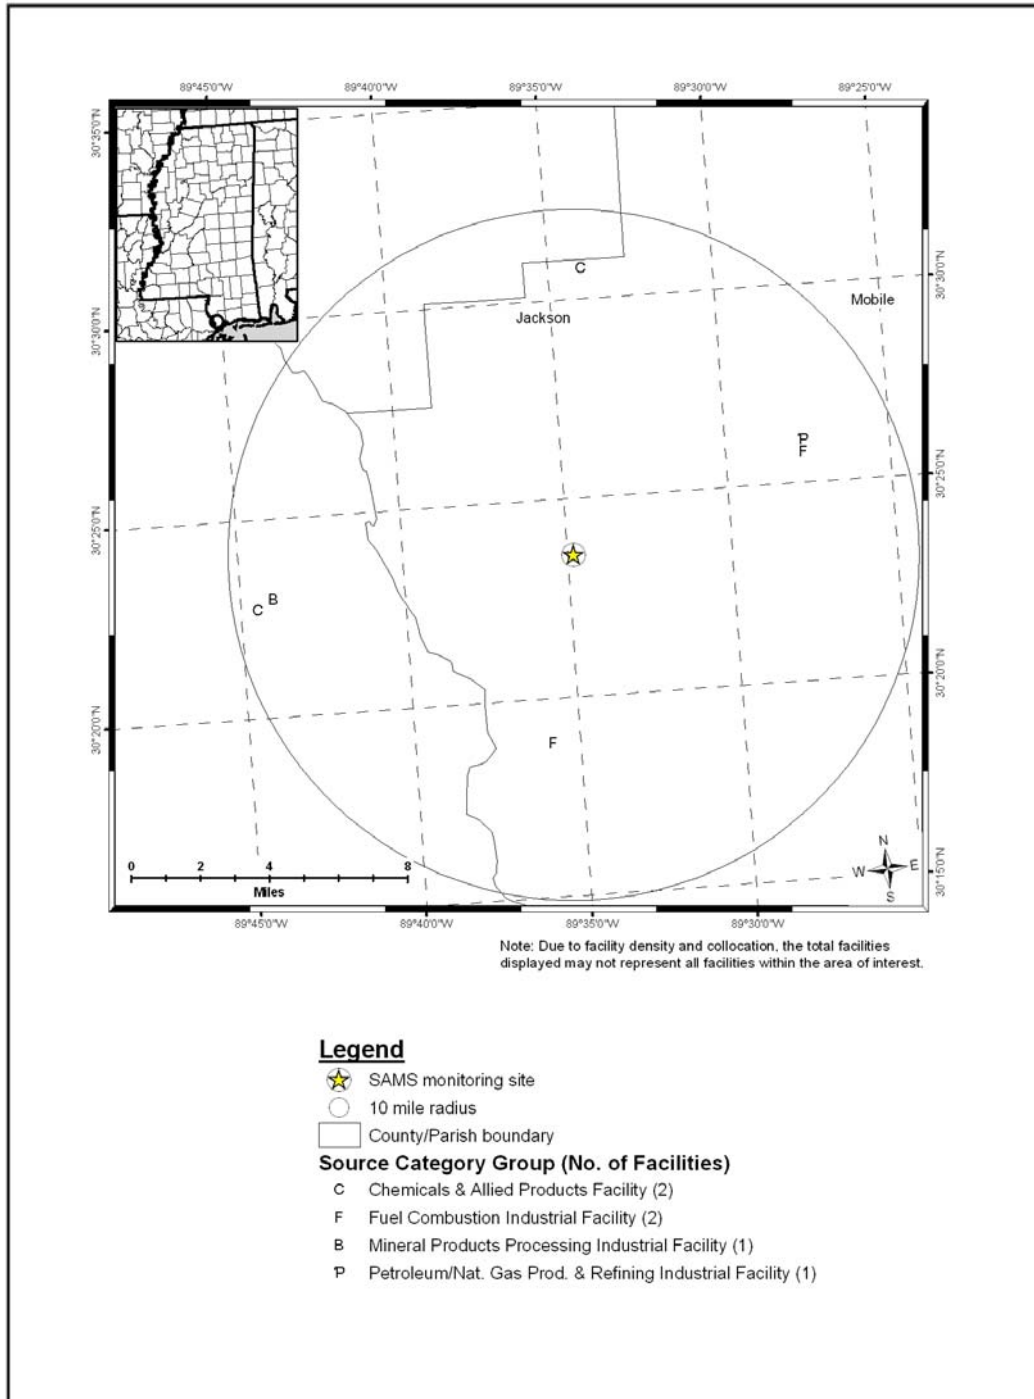 89°45'0"W 89°40'0"W 89°35'0"W 89°30'0"W 89°25'0"W
30°35'0"N
30°30'0"N
C
Mobile
Jackson
30°30'0"N
P
F
30°25'0"N
30°25'0"N
B
C
30°20'0"N
30°20'0"N
F
N
W E
S
30°15'0"N
0 2 4 8
Miles
89°45'0"W 89°40'0"W 89°35'0"W 89°30'0"W
Note: Due to facility density and collocation, the total facilities
displayed may not represent all facilities within the area of interest.
Legend
SAMS monitoring site
10 mile radius
County/Parish boundary
Source Category Group (No. of Facilities)
C Chemicals & Allied Products Facility (2)
F Fuel Combustion Industrial Facility (2)
B Mineral Products Processing Industrial Facility (1)
P Petroleum/Nat. Gas Prod. & Refining Industrial Facility (1)